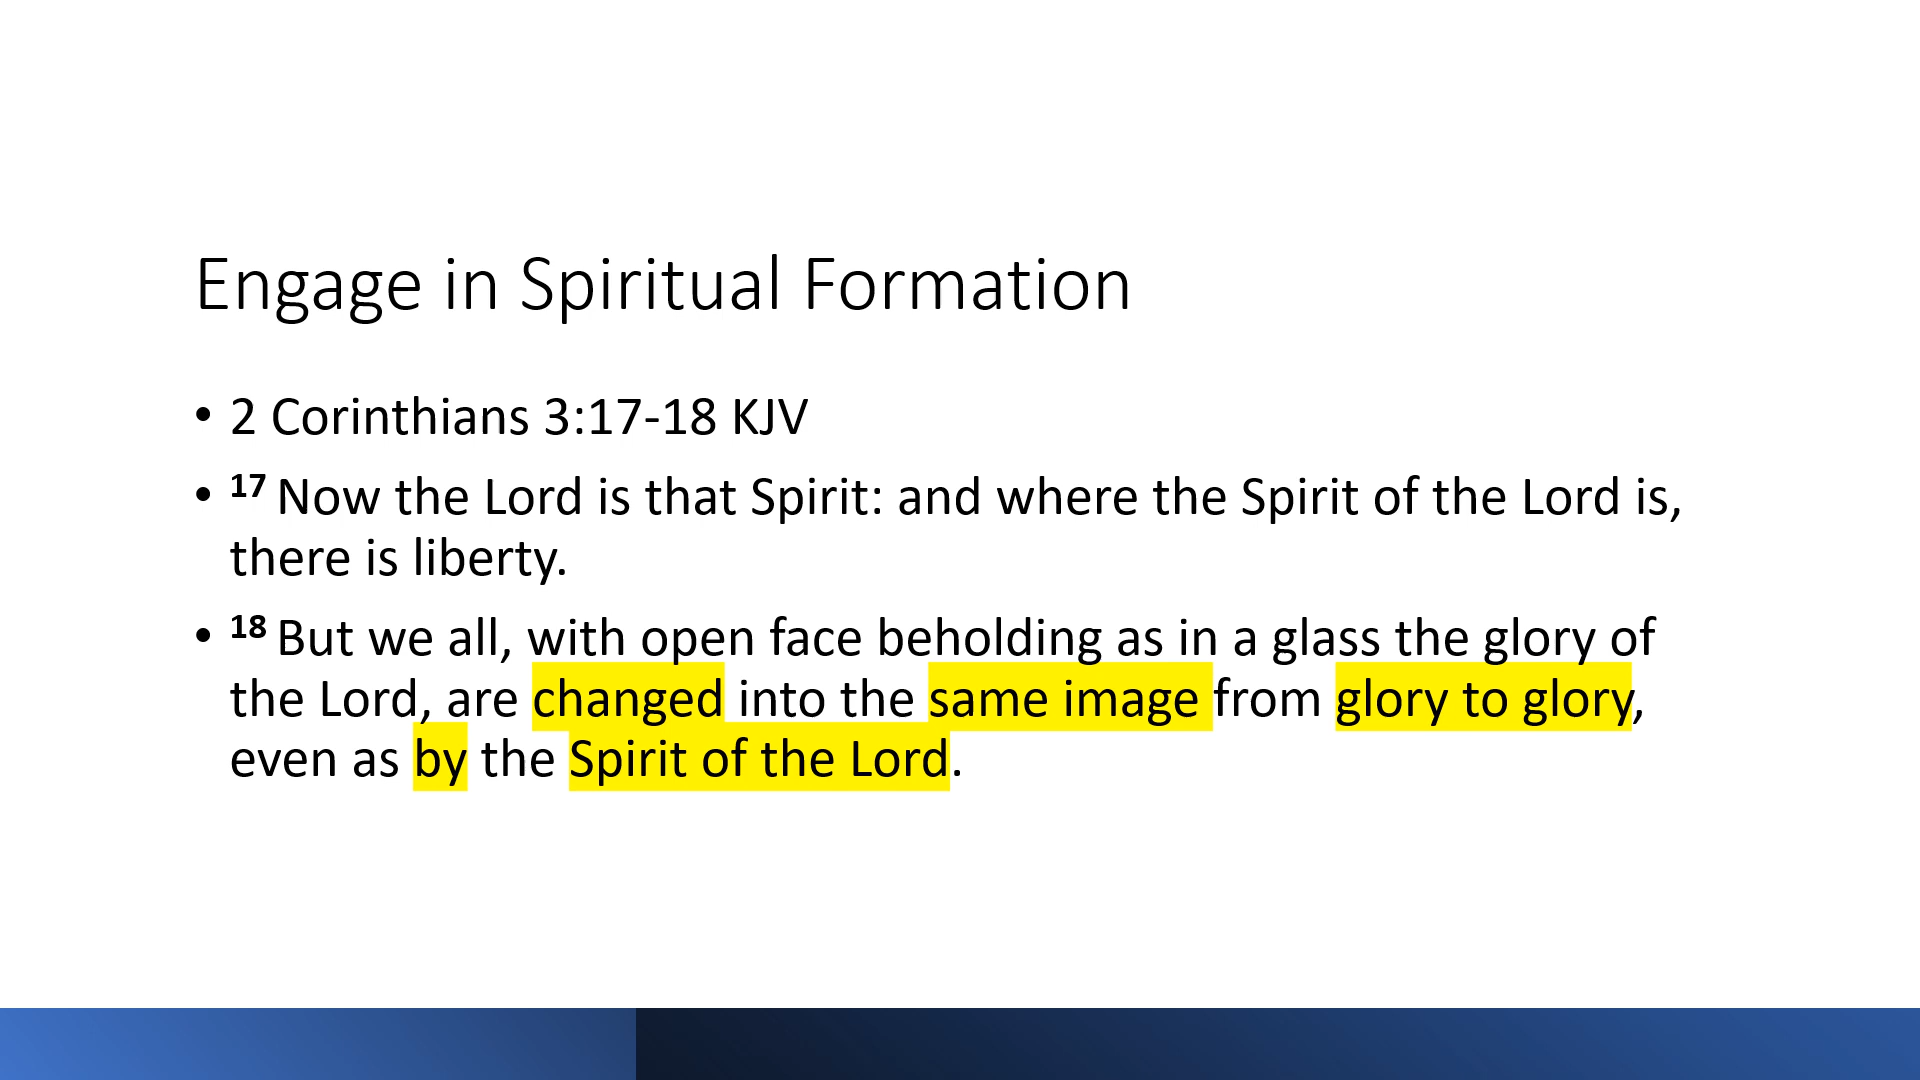 Engage in Spiritual Formation
• 2 Corinthians 3:17-18 KJV
• 17 Now the Lord is that Spirit: and where the Spirit of the Lord is,
there is liberty.
• 18 But we all, with open face beholding as in a glass the glory of
the Lord, are changed into the same image from glory to glory,
even as by the Spirit of the Lord.